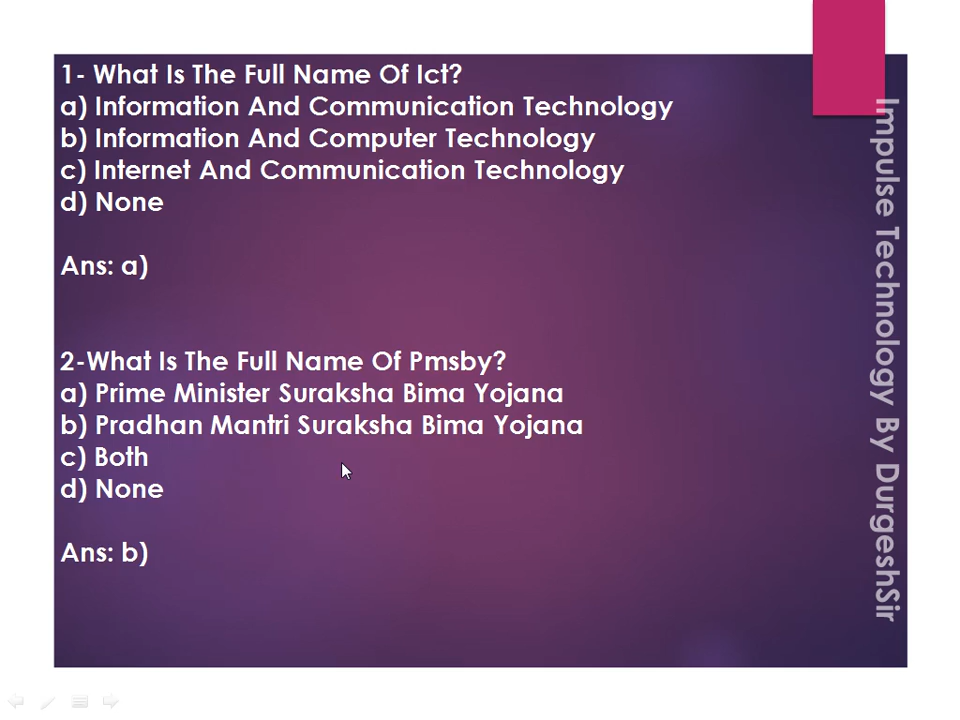 1- What Is The Full Name Of Ict?
a) Information And Communication Technology
b) Information And Computer Technology
c) Internet And Communication Technology
d) None
Ans: a)
2-What Is The Full Name Of Pmsby?
a) Prime Minister Suraksha Bima Yojana
b) Pradhan Mantri Suraksha Bima Yojana
c) Both
d) None
Ans: b)
Impulse Technology By DurgeshSir